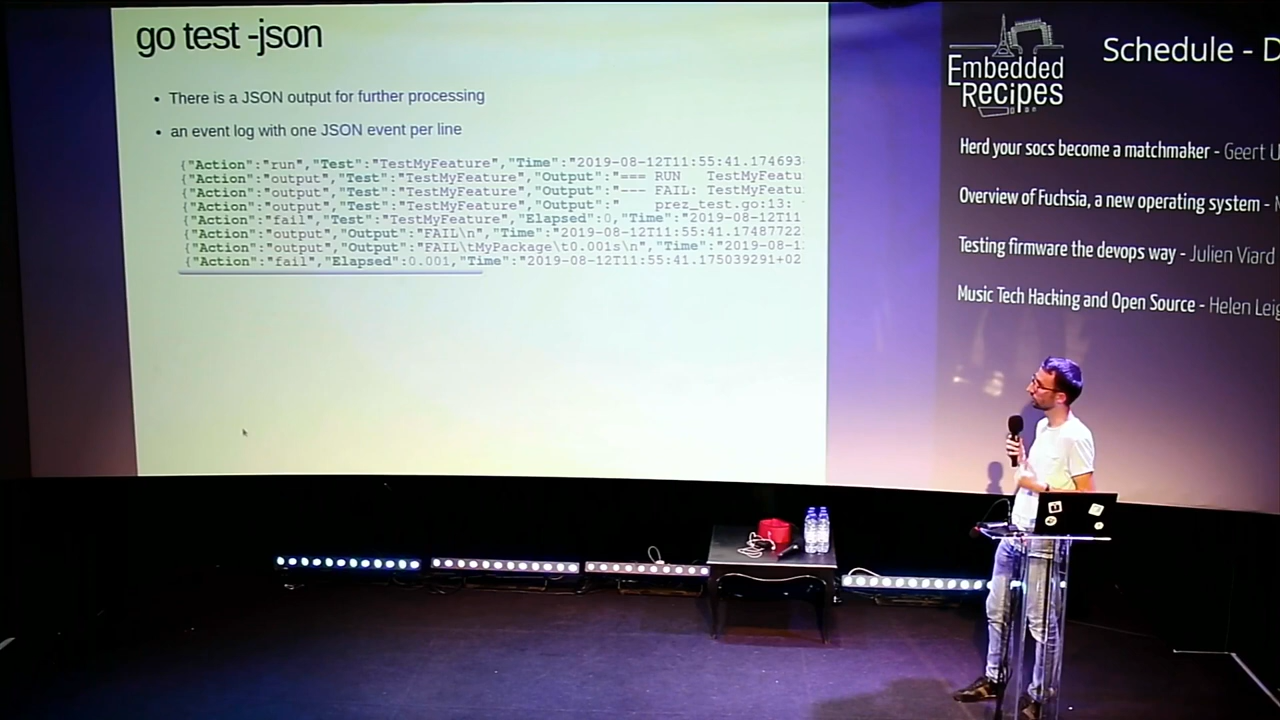 go test -json
• There is a JSON output for further processing
• an event log with one JSON event per line
{"Action":"run","Test":"TestMyFeature","Time":"2019-08-12T11:55:41.174693
{"Action":"output","Test":"TestMyFeature","Output":"=== RUN   TestMyFeatu
{"Action":"output","Test":"TestMyFeature","Output":"--- FAIL: TestMyFeatu
{"Action":"output","Test":"TestMyFeature","Output":"    prez_test.go:13:
{"Action":"fail","Test":"TestMyFeature","Elapsed":0,"Time":"2019-08-12T11
{"Action":"output","Output":"FAIL\n","Time":"2019-08-12T11:55:41.17487722
{"Action":"output","Output":"FAIL\tMyPackage\t0.001s\n","Time":"2019-08-1
{"Action":"fail","Elapsed":0.001,"Time":"2019-08-12T11:55:41.175039291+02
Embedded
Recipes
Schedule - D
Herd your socs become a matchmaker - Geert U
Overview of Fuchsia, a new operating system -
Testing firmware the devops way - Julien Viard
Music Tech Hacking and Open Source - Helen Leig